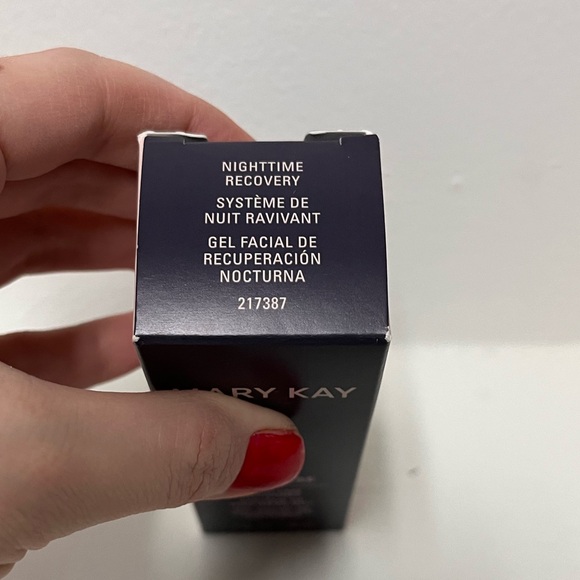 NIGHTTIME
RECOVERY
SYSTÈME DE
NUIT RAVIVANT
GEL FACIAL DE
RECUPERACIÓN
NOCTURNA
217387
MARY KAY